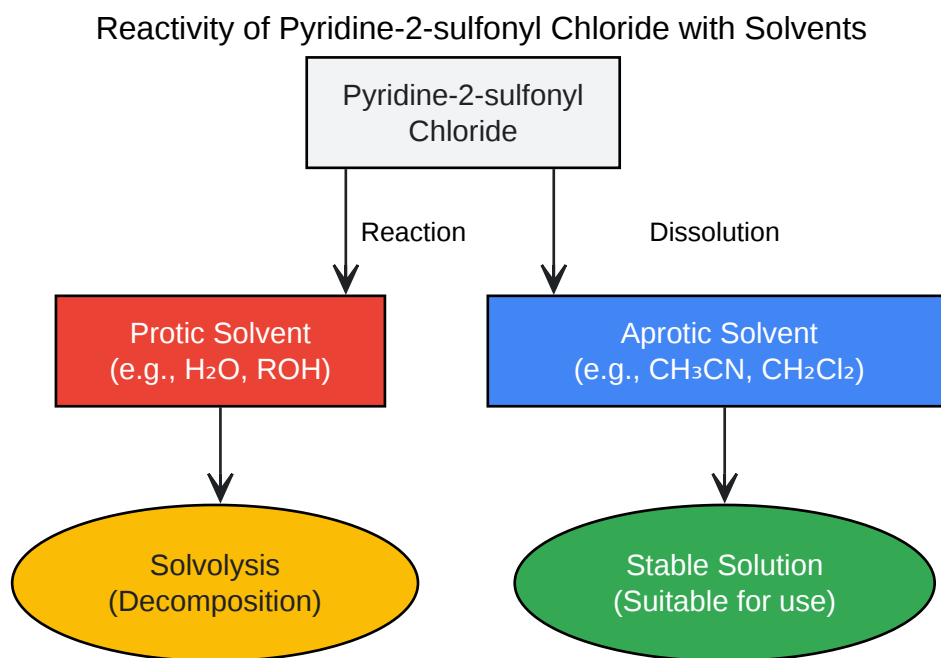 Reactivity of Pyridine-2-sulfonyl Chloride with Solvents
Pyridine-2-sulfonyl
Chloride
Reaction
Dissolution
Protic Solvent
(e.g., H₂O, ROH)
Aprotic Solvent
(e.g., CH₃CN, CH₂Cl₂)
Solvolysis
(Decomposition)
Stable Solution
(Suitable for use)